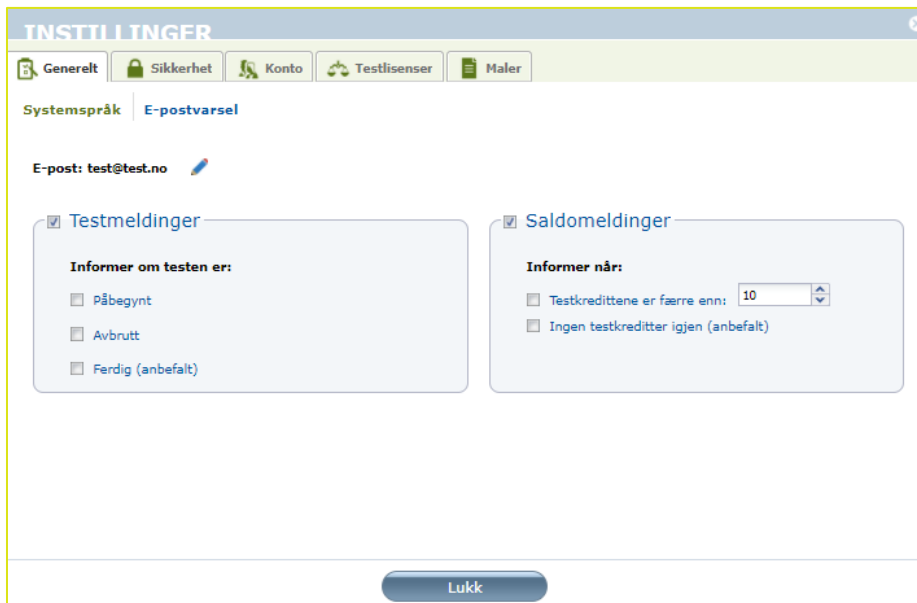 INSTILLINGER
Generelt Sikkerhet Konto Testlisenser Maler
Systemspråk E-postvarsel
E-post: test@test.no
Testmeldinger
Informer om testen er:
Påbegynt
Avbrutt
Ferdig (anbefalt)
Saldomeldinger
Informer når:
Testkredittene er færre enn: 10
Ingen testkreditter igjen (anbefalt)
Lukk